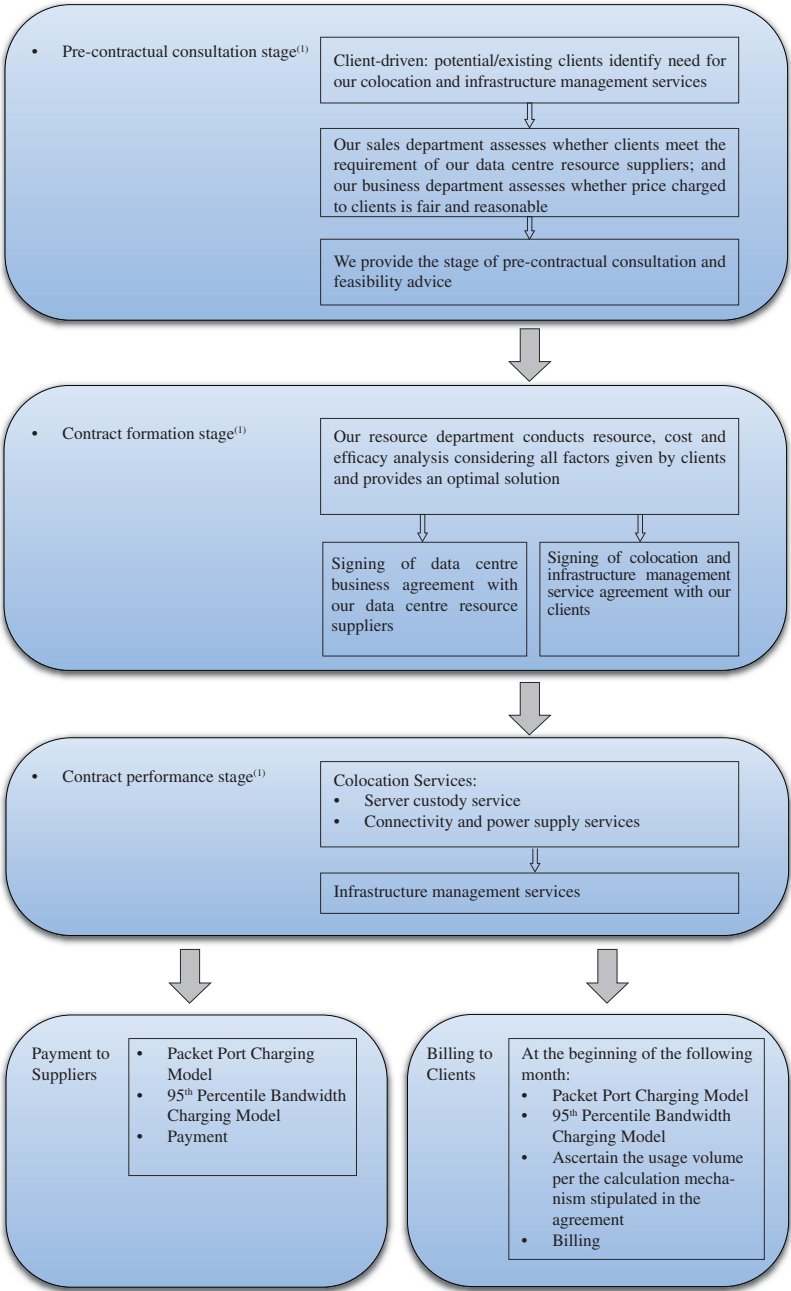 • Pre-contractual consultation stage(1)
Client-driven: potential/existing clients identify need for
our colocation and infrastructure management services
Our sales department assesses whether clients meet the
requirement of our data centre resource suppliers; and
our business department assesses whether price charged
to clients is fair and reasonable
We provide the stage of pre-contractual consultation and
feasibility advice
• Contract formation stage(1)
Our resource department conducts resource, cost and
efficacy analysis considering all factors given by clients
and provides an optimal solution
Signing of data centre
business agreement with
our data centre resource
suppliers
Signing of colocation and
infrastructure management
service agreement with our
clients
• Contract performance stage(1)
Colocation Services:
• Server custody service
• Connectivity and power supply services
Infrastructure management services
Payment to
Suppliers
• Packet Port Charging
Model
• 95th Percentile Bandwidth
Charging Model
• Payment
Billing to
Clients
At the beginning of the following
month:
• Packet Port Charging Model
• 95th Percentile Bandwidth
Charging Model
• Ascertain the usage volume
per the calculation mecha-
nism stipulated in the
agreement
• Billing